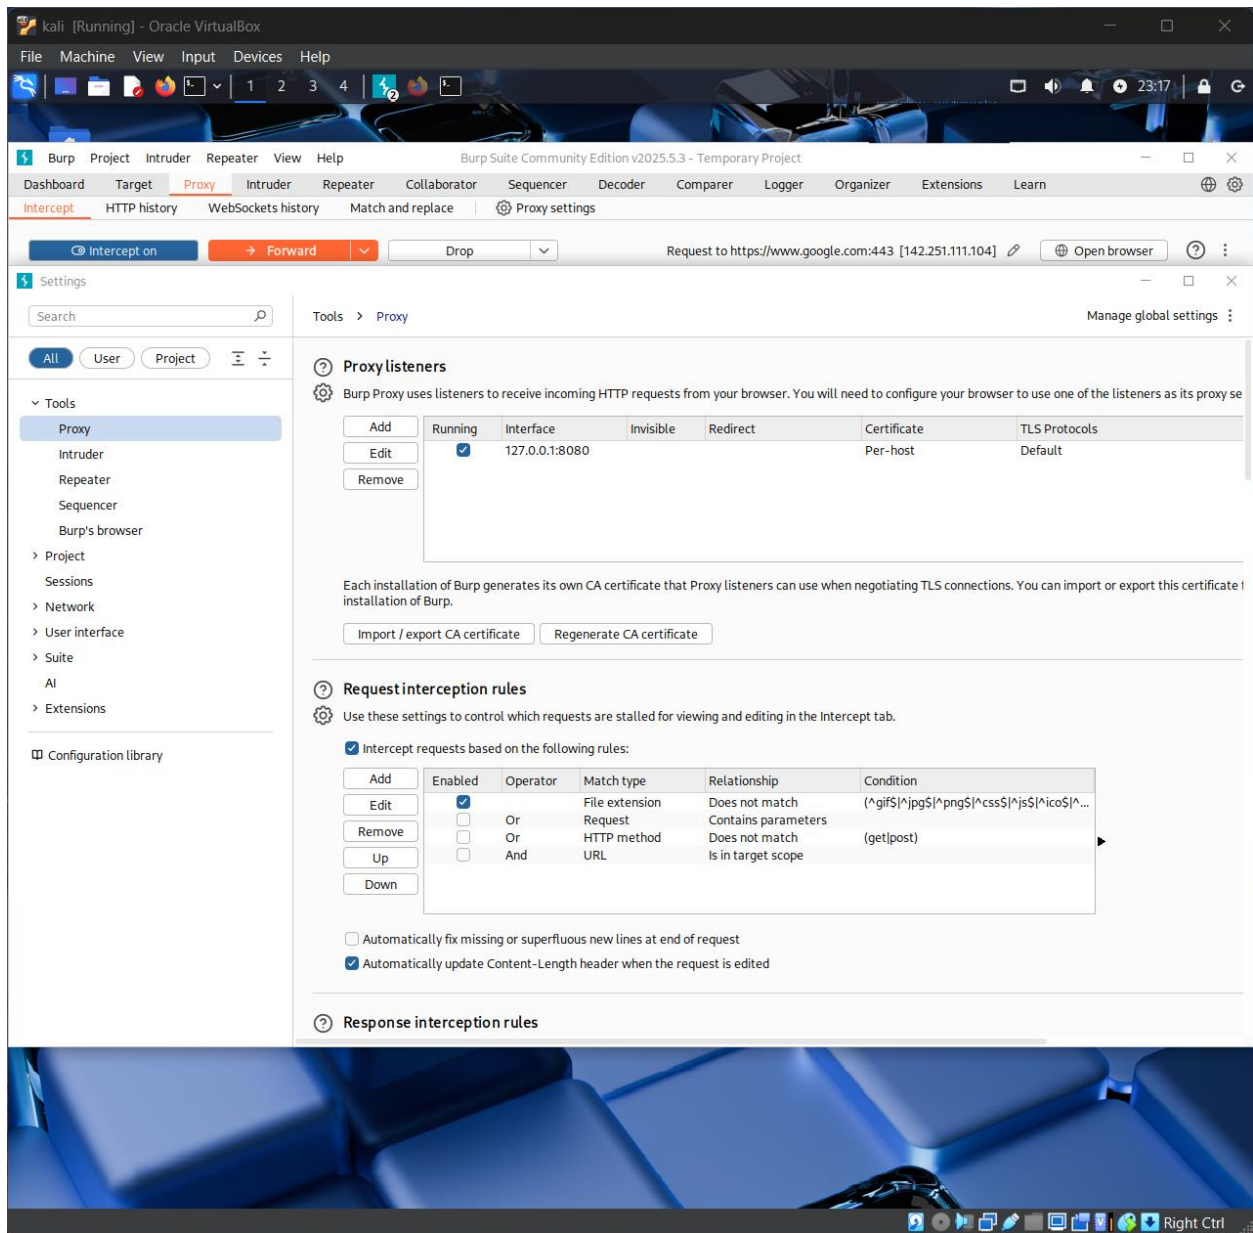 kali [Running] - Oracle VirtualBox
File Machine View Input Devices Help
1 2 3 4 2 23:17
Burp Project Intruder Repeater View Help Burp Suite Community Edition v2025.5.3 - Temporary Project
Dashboard Target Proxy Intruder Repeater Collaborator Sequencer Decoder Comparer Logger Organizer Extensions Learn
Intercept HTTP history WebSockets history Match and replace Proxy settings
Intercept on Forward Drop Request to https://www.google.com:443 [142.251.111.104] Open browser
Settings
Search
Tools > Proxy
Manage global settings
All User Project
Tools
Proxy
Intruder
Repeater
Sequencer
Burp's browser
Project
Sessions
Network
User interface
Suite
AI
Extensions
Configuration library
Proxy listeners
Burp Proxy uses listeners to receive incoming HTTP requests from your browser. You will need to configure your browser to use one of the listeners as its proxy se
Add
Edit
Remove
Running Interface Invisible Redirect Certificate TLS Protocols
127.0.0.1:8080 Per-host Default
Each installation of Burp generates its own CA certificate that Proxy listeners can use when negotiating TLS connections. You can import or export this certificate f
installation of Burp.
Import / export CA certificate Regenerate CA certificate
Request interception rules
Use these settings to control which requests are stalled for viewing and editing in the Intercept tab.
Intercept requests based on the following rules:
Add
Edit
Remove
Up
Down
Enabled Operator Match type Relationship Condition
File extension Does not match (^gif$|^jpg$|^png$|^css$|^js$|^ico$|^...
Or Request Contains parameters
Or HTTP method Does not match (get|post)
And URL Is in target scope
Automatically fix missing or superfluous new lines at end of request
Automatically update Content-Length header when the request is edited
Response interception rules
Right Ctrl